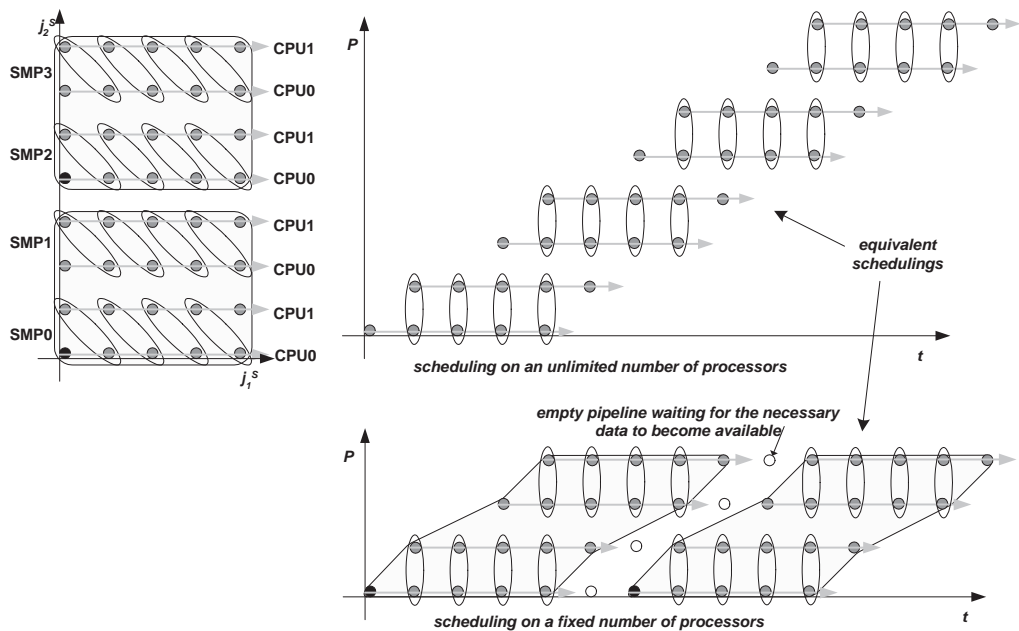 j2S
SMP3
CPU1
CPU0
SMP2
CPU1
CPU0
SMP1
CPU1
CPU0
SMP0
CPU1
CPU0
j1S
P
equivalent
schedulings
t
scheduling on an unlimited number of processors
empty pipeline waiting for the necessary
data to become available
P
t
scheduling on a fixed number of processors